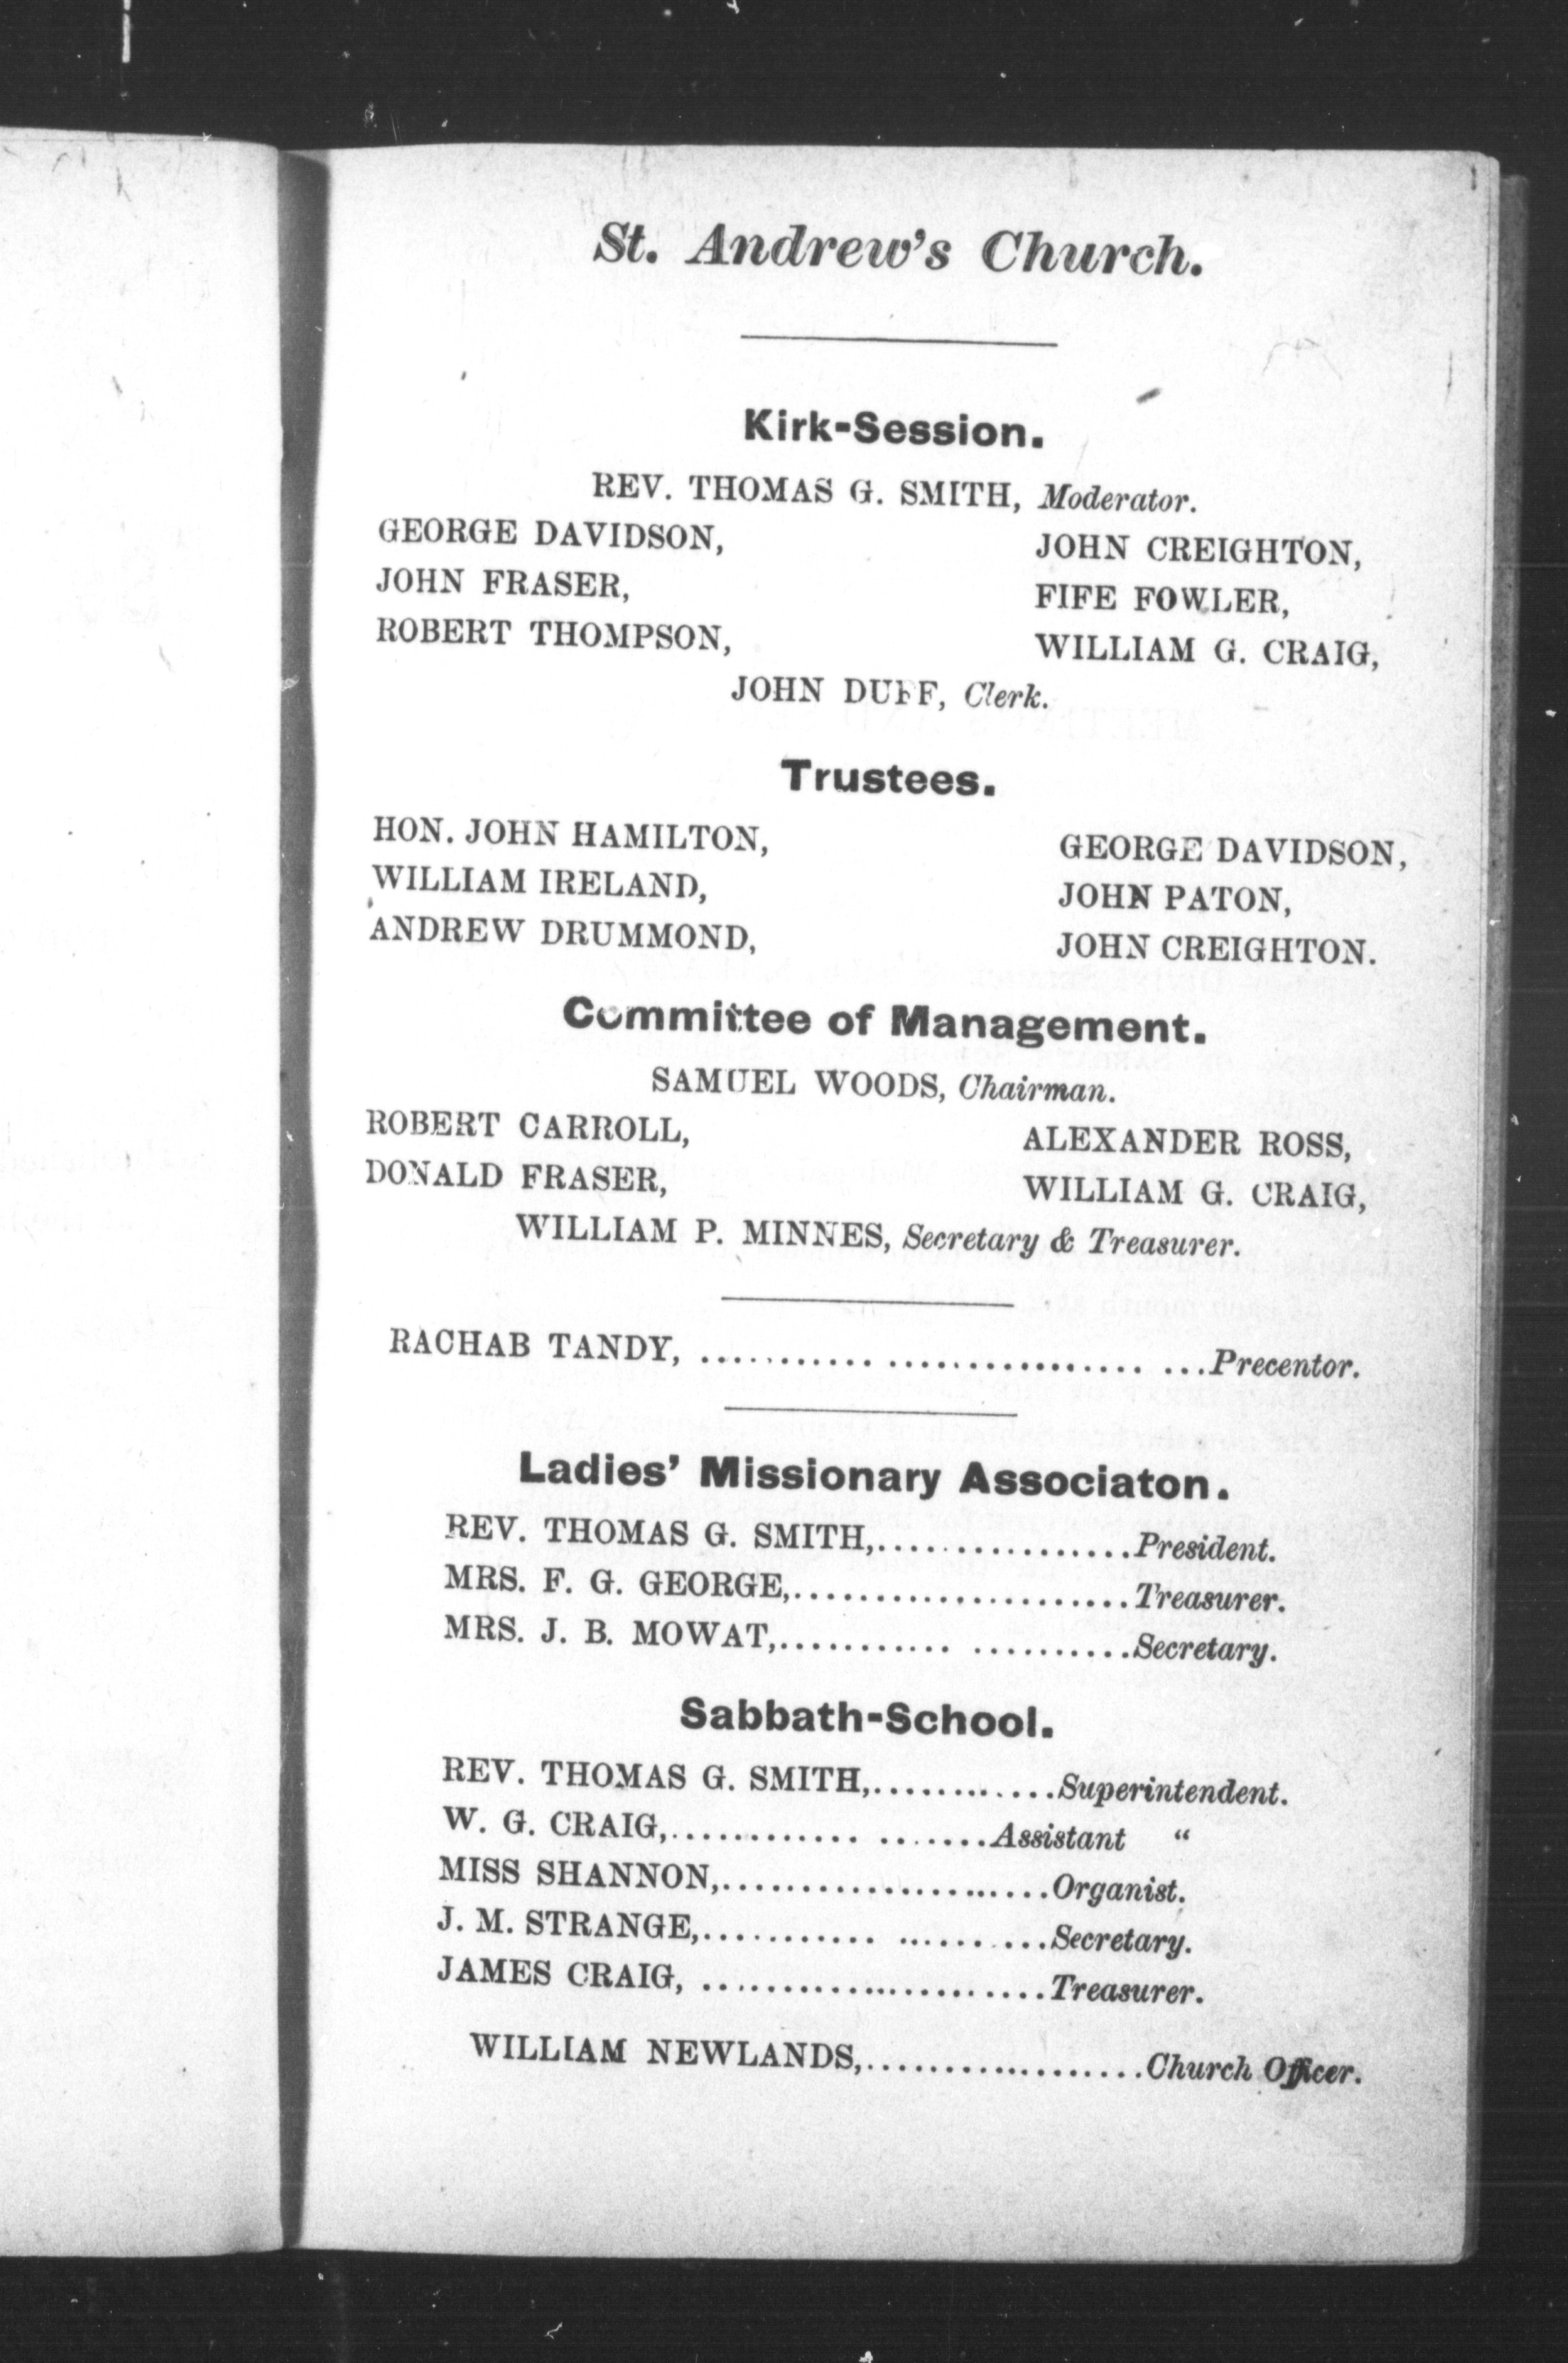 St. Andrew's Church.
Kirk-Session.
REV. THOMAS G. SMITH, Moderator.
GEORGE DAVIDSON, JOHN CREIGHTON,
JOHN FRASER, FIFE FOWLER,
ROBERT THOMPSON, WILLIAM G. CRAIG,
JOHN DUFF, Clerk.
Trustees.
HON. JOHN HAMILTON, GEORGE DAVIDSON,
WILLIAM IRELAND, JOHN PATON,
ANDREW DRUMMOND, JOHN CREIGHTON.
Committee of Management.
SAMUEL WOODS, Chairman.
ROBERT CARROLL, ALEXANDER ROSS,
DONALD FRASER, WILLIAM G. CRAIG,
WILLIAM P. MINNES, Secretary & Treasurer.
RACHAB TANDY, ........... ................ ...Precentor.
Ladies' Missionary Associaton.
REV. THOMAS G. SMITH,................President.
MRS. F. G. GEORGE,......................Treasurer.
MRS. J. B. MOWAT,........... ..........Secretary.
Sabbath-School.
REV. THOMAS G. SMITH,............Superintendent.
W. G. CRAIG,............ .......Assistant “
MISS SHANNON,.....................Organist.
J. M. STRANGE,........... ..........Secretary.
JAMES CRAIG, ......................Treasurer.
WILLIAM NEWLANDS,..................Church Officer.